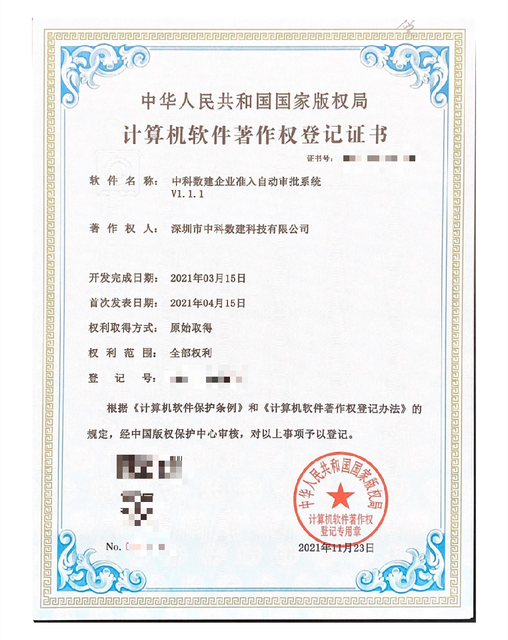 中华人民共和国国家版权局
计算机软件著作权登记证书
证书号：
软件名称： 中科数建企业准入自动审批系统
V1.1.1
著作权人： 深圳市中科数建科技有限公司
开发完成日期： 2021年03月15日
首次发表日期： 2021年04月15日
权利取得方式： 原始取得
权利范围： 全部权利
登记号：
根据《计算机软件保护条例》和《计算机软件著作权登记办法》的
规定，经中国版权保护中心审核，对以上事项予以登记。
中华人民共和国国家版权局
计算机软件著作权
登记专用章
No.
2021年11月23日